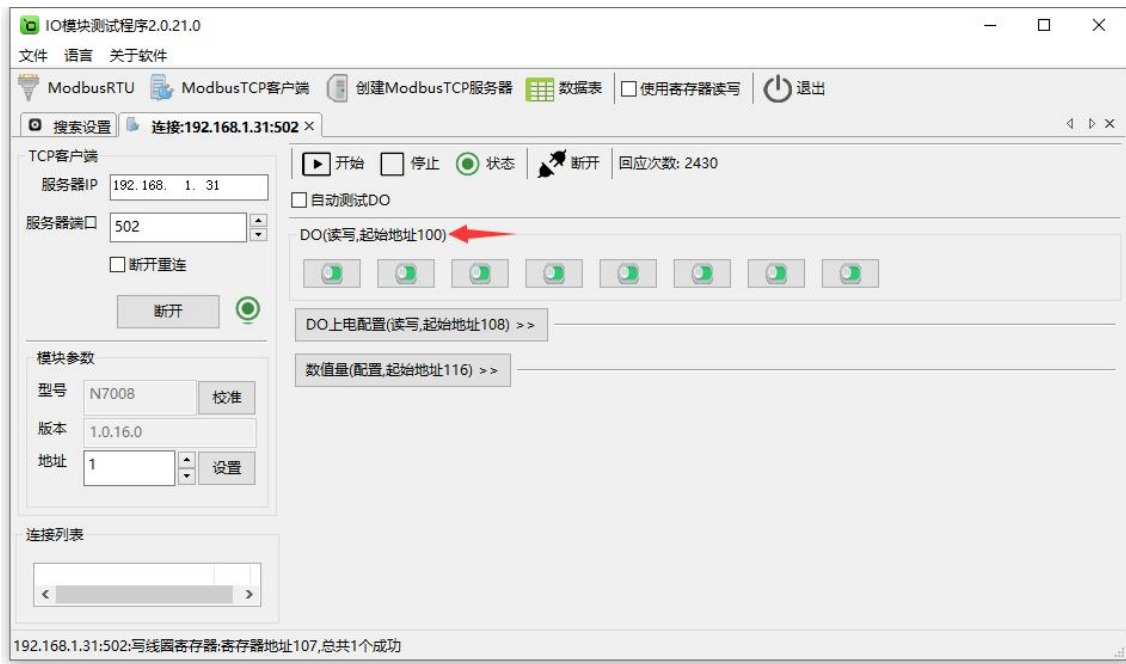 IO模块测试程序2.0.21.0
文件 语言 关于软件
ModbusRTU ModbusTCP客户端 创建ModbusTCP服务器 数据表 使用寄存器读写 退出
搜索设置 连接:192.168.1.31:502
TCP客户端
服务器IP 192.168. 1. 31
服务器端口 502
断开重连
断开
模块参数
型号 N7008 校准
版本 1.0.16.0
地址 1 设置
连接列表
开始 停止 状态 断开 回应次数: 2430
自动测试DO
DO(读写,起始地址100)
DO上电配置(读写,起始地址108) >>
数值量(配置,起始地址116) >>
192.168.1.31:502:写线圈寄存器:寄存器地址107,总共1个成功